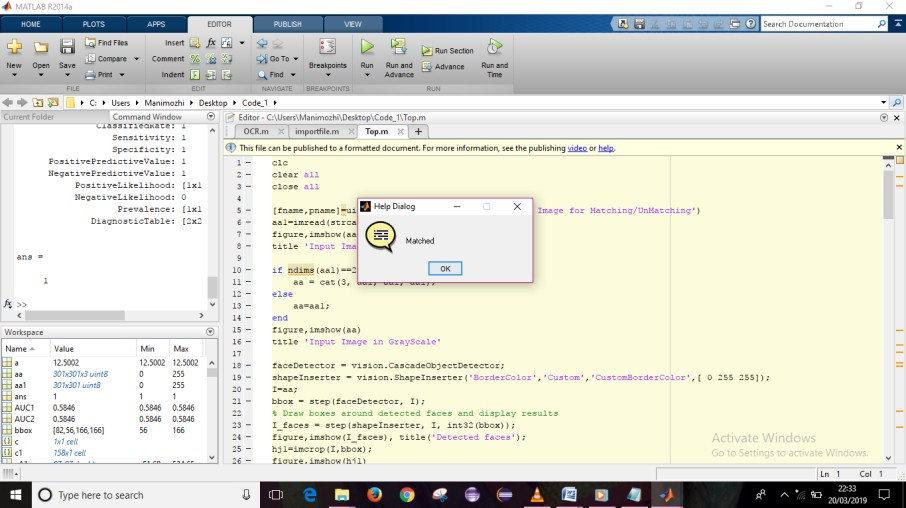 MATLAB R2014a
HOME PLOTS APPS EDITOR PUBLISH VIEW
Search Documentation
New Open Save Find Files Compare Print
Insert Comment Indent
Go To Find
Breakpoints Run Run and Advance Run Section Advance Run and Time
FILE EDIT NAVIGATE BREAKPOINTS RUN
C: Users Manimozhi Desktop Code_1
Current Folder Command Window
ClassifiedRate: 1
Sensitivity: 1
Specificity: 1
PositivePredictiveValue: 1
NegativePredictiveValue: 1
PositiveLikelihood: [1x1
NegativeLikelihood: 0
Prevalence: [1x1
DiagnosticTable: [2x2
ans =
1
fx >>
Workspace
Name Value Min Max
a 12.5002 12.5002 12.5002
aa 301x301x3 uint8 0 255
aa1 301x301 uint8 0 255
ans 1 1 1
AUC1 0.5846 0.5846 0.5846
AUC2 0.5846 0.5846 0.5846
bbox [82,56,166,166] 56 166
c 1x1 cell
c1 158x1 cell
Editor - C:\Users\Manimozhi\Desktop\Code_1\Top.m
OCR.m importfile.m Top.m
This file can be published to a formatted document. For more information, see the publishing video or help.
1 - clc
2 - clear all
3 - close all
4
5 - [fname,pname]=ui Image for Matching/UnMatching')
6 - aa1=imread(strca
7 - figure,imshow(aa
8 - title 'Input Ima
9
10 - if ndims(aa1)==2
11 - aa = cat(3, aa1, aa1, aa1);
12 - else
13 - aa=aa1;
14 - end
15 - figure,imshow(aa)
16 - title 'Input Image in GrayScale'
17
18 - faceDetector = vision.CascadeObjectDetector;
19 - shapeInserter = vision.ShapeInserter('BorderColor','Custom','CustomBorderColor',[ 0 255 255]);
20 - I=aa;
21 - bbox = step(faceDetector, I);
22 % Draw boxes around detected faces and display results
23 - I_faces = step(shapeInserter, I, int32(bbox));
24 - figure,imshow(I_faces), title('Detected faces');
25 - hjl=imcrop(I,bbox);
26 - figure,imshow(hjl)
Help Dialog
Matched
OK
Activate Windows
Go to Settings to activate Windows.
Ln 1 Col 1
Type here to search
22:33
20/03/2019